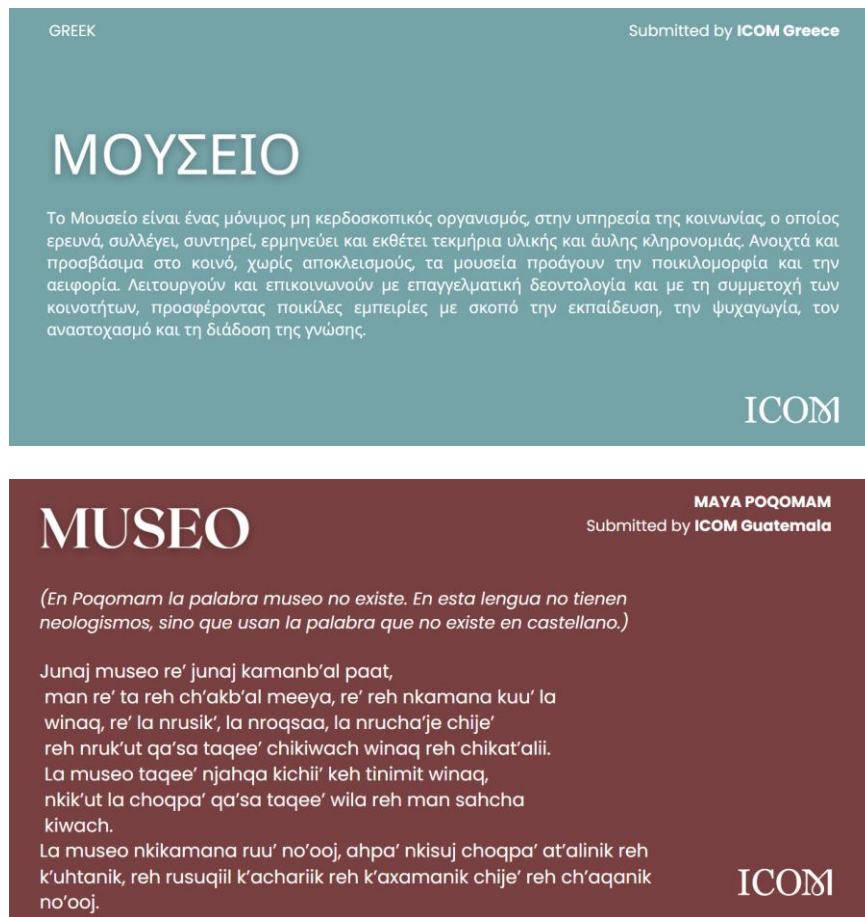 GREEK
Submitted by ICOM Greece
ΜΟΥΣΕΙΟ
Το Μουσείο είναι ένας μόνιμος μη κερδοσκοπικός οργανισμός, στην υπηρεσία της κοινωνίας, ο οποίος
ερευνά, συλλέγει, συντηρεί, ερμηνεύει και εκθέτει τεκμήρια υλικής και άυλης κληρονομιάς. Ανοιχτά και
προσβάσιμα στο κοινό, χωρίς αποκλεισμούς, τα μουσεία προάγουν την ποικιλομορφία και την
αειφορία. Λειτουργούν και επικοινωνούν με επαγγελματική δεοντολογία και με τη συμμετοχή των
κοινοτήτων, προσφέροντας ποικίλες εμπειρίες με σκοπό την εκπαίδευση, την ψυχαγωγία, τον
αναστοχασμό και τη διάδοση της γνώσης.
ICOM
MUSEO
MAYA POQOMAM
Submitted by ICOM Guatemala
(En Poqomam la palabra museo no existe. En esta lengua no tienen
neologismos, sino que usan la palabra que no existe en castellano.)
Junaj museo re’ junaj kamanb’al paat,
man re’ ta reh ch’akb’al meeya, re’ reh nkamana kuu’ la
winaq, re’ la nrusik’, la nroqsaa, la nrucha’je chije’
reh nruk’ut qa’sa taqee’ chikiwach winaq reh chikat’alii.
La museo taqee’ njahqa kichii’ keh tinimit winaq,
nkik’ut la choqpa’ qa’sa taqee’ wila reh man sahcha
kiwach.
La museo nkikamana ruu’ no’ooj, ahpa’ nkisuj choqpa’ at’alinik reh
k’uhtanik, reh rusuqiil k’achariik reh k’axamanik chije’ reh ch’aqanik
no’ooj.
ICOM